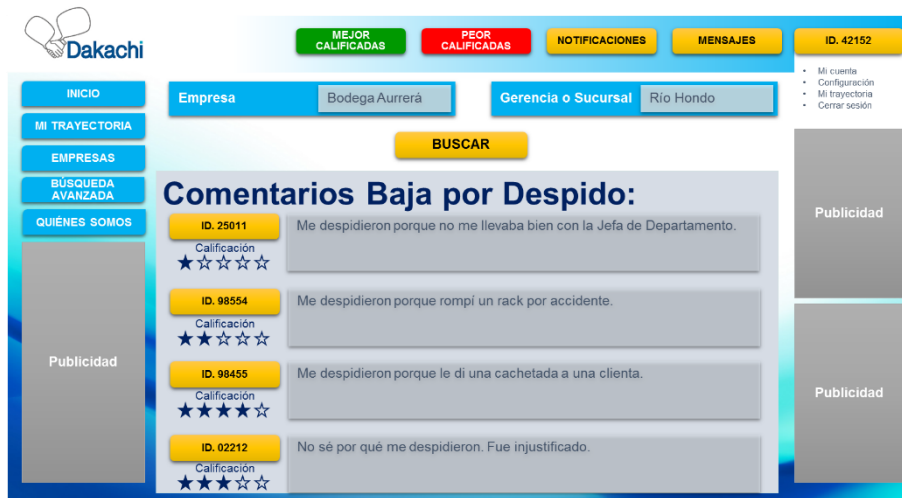 Dakachi
MEJOR
CALIFICADAS
PEOR
CALIFICADAS
NOTIFICACIONES
MENSAJES
ID. 42152
• Mi cuenta
• Configuración
• Mi trayectoria
• Cerrar sesión
INICIO
MI TRAYECTORIA
EMPRESAS
BÚSQUEDA
AVANZADA
QUIÉNES SOMOS
Publicidad
Empresa
Bodega Aurrerá
Gerencia o Sucursal
Río Hondo
BUSCAR
Comentarios Baja por Despido:
ID. 25011
Calificación
Me despidieron porque no me llevaba bien con la Jefa de Departamento.
ID. 98554
Calificación
Me despidieron porque rompí un rack por accidente.
ID. 98455
Calificación
Me despidieron porque le di una cachetada a una clienta.
ID. 02212
Calificación
No sé por qué me despidieron. Fue injustificado.
Publicidad
Publicidad